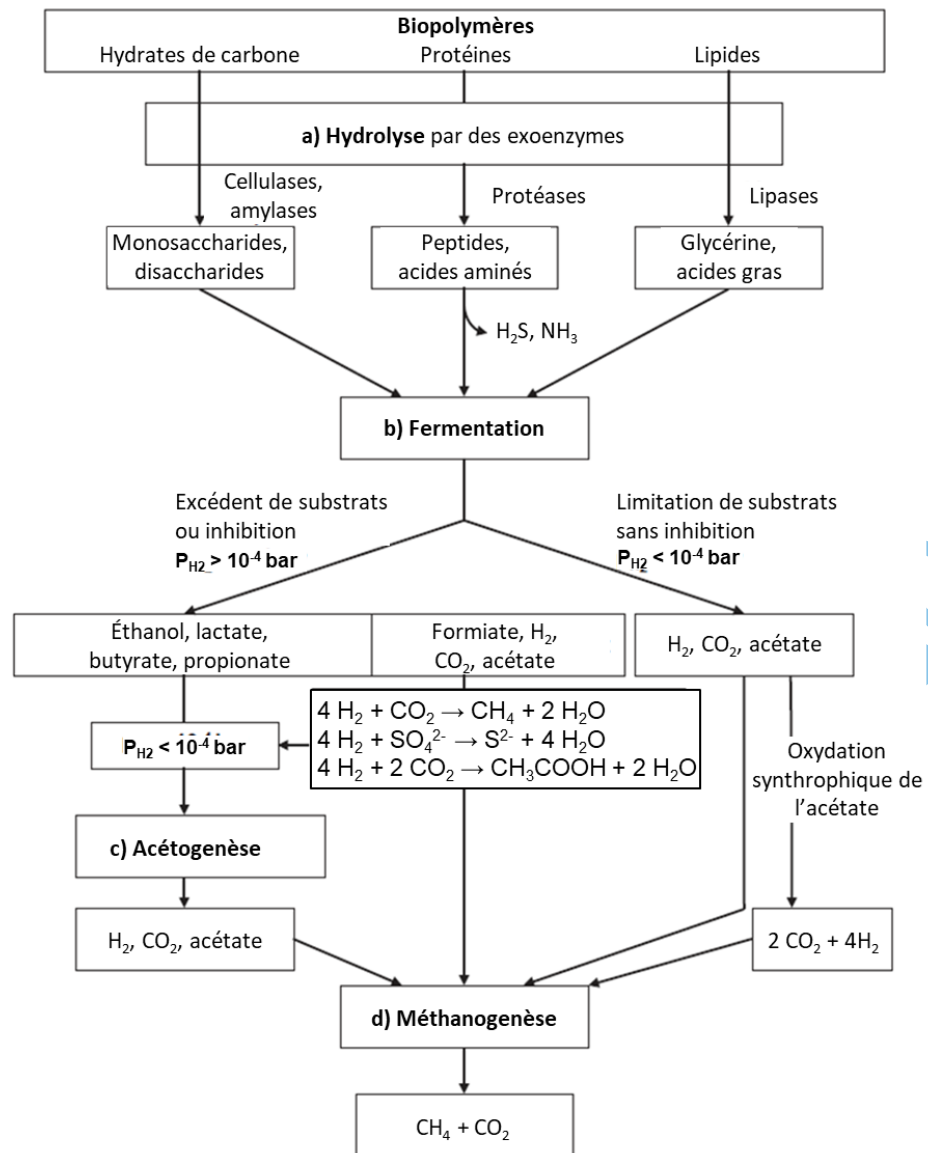 Biopolymères
Hydrates de carbone Protéines Lipides
a) Hydrolyse par des exoenzymes
Cellulases,
amylases
Protéases
Lipases
Monosaccharides,
disaccharides
Peptides,
acides aminés
Glycérine,
acides gras
H₂S, NH₃
b) Fermentation
Excédent de substrats
ou inhibition
P_H2 > 10⁻⁴ bar
Limitation de substrats
sans inhibition
P_H2 < 10⁻⁴ bar
Éthanol, lactate,
butyrate, propionate
Formiate, H₂,
CO₂, acétate
H₂, CO₂, acétate
4 H₂ + CO₂ → CH₄ + 2 H₂O
4 H₂ + SO₄²⁻ → S²⁻ + 4 H₂O
4 H₂ + 2 CO₂ → CH₃COOH + 2 H₂O
P_H2 < 10⁻⁴ bar
Oxydation
synthrophique de
l'acétate
c) Acétogenèse
H₂, CO₂, acétate
2 CO₂ + 4H₂
d) Méthanogenèse
CH₄ + CO₂